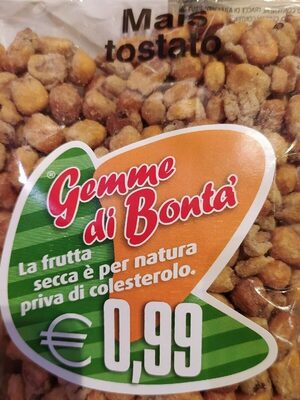 Mais
tostato
Gemme
di Bontà
La frutta
secca è per natura
priva di colesterolo.
€ 0,99